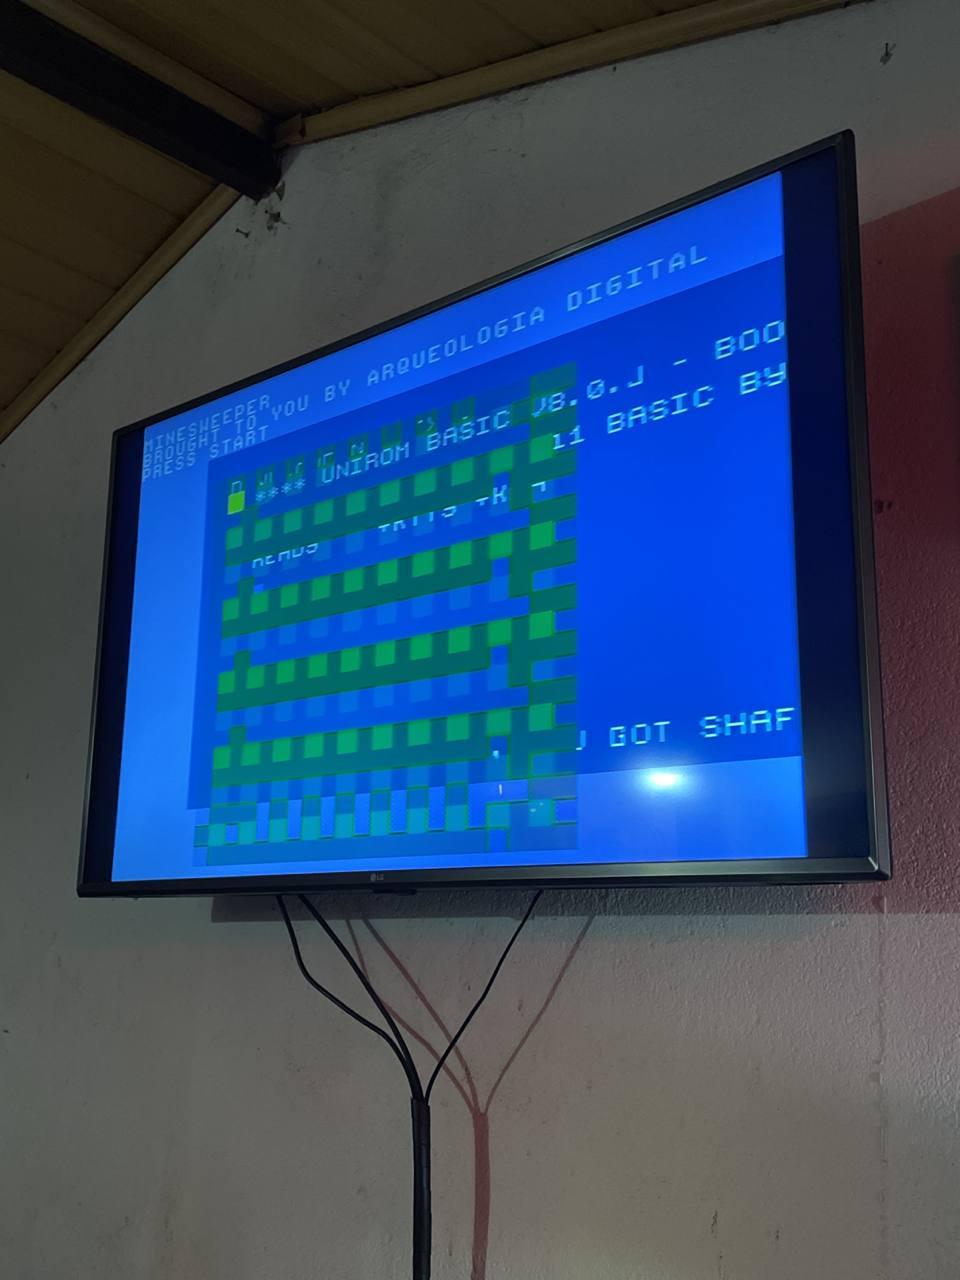 MINESWEEPER
BROUGHT TO YOU BY ARQUEOLOGIA DIGITAL
PRESS START
**** UNIROM BASIC V8.0.J - BOO
11 BASIC BY
GOT SHAF
LG